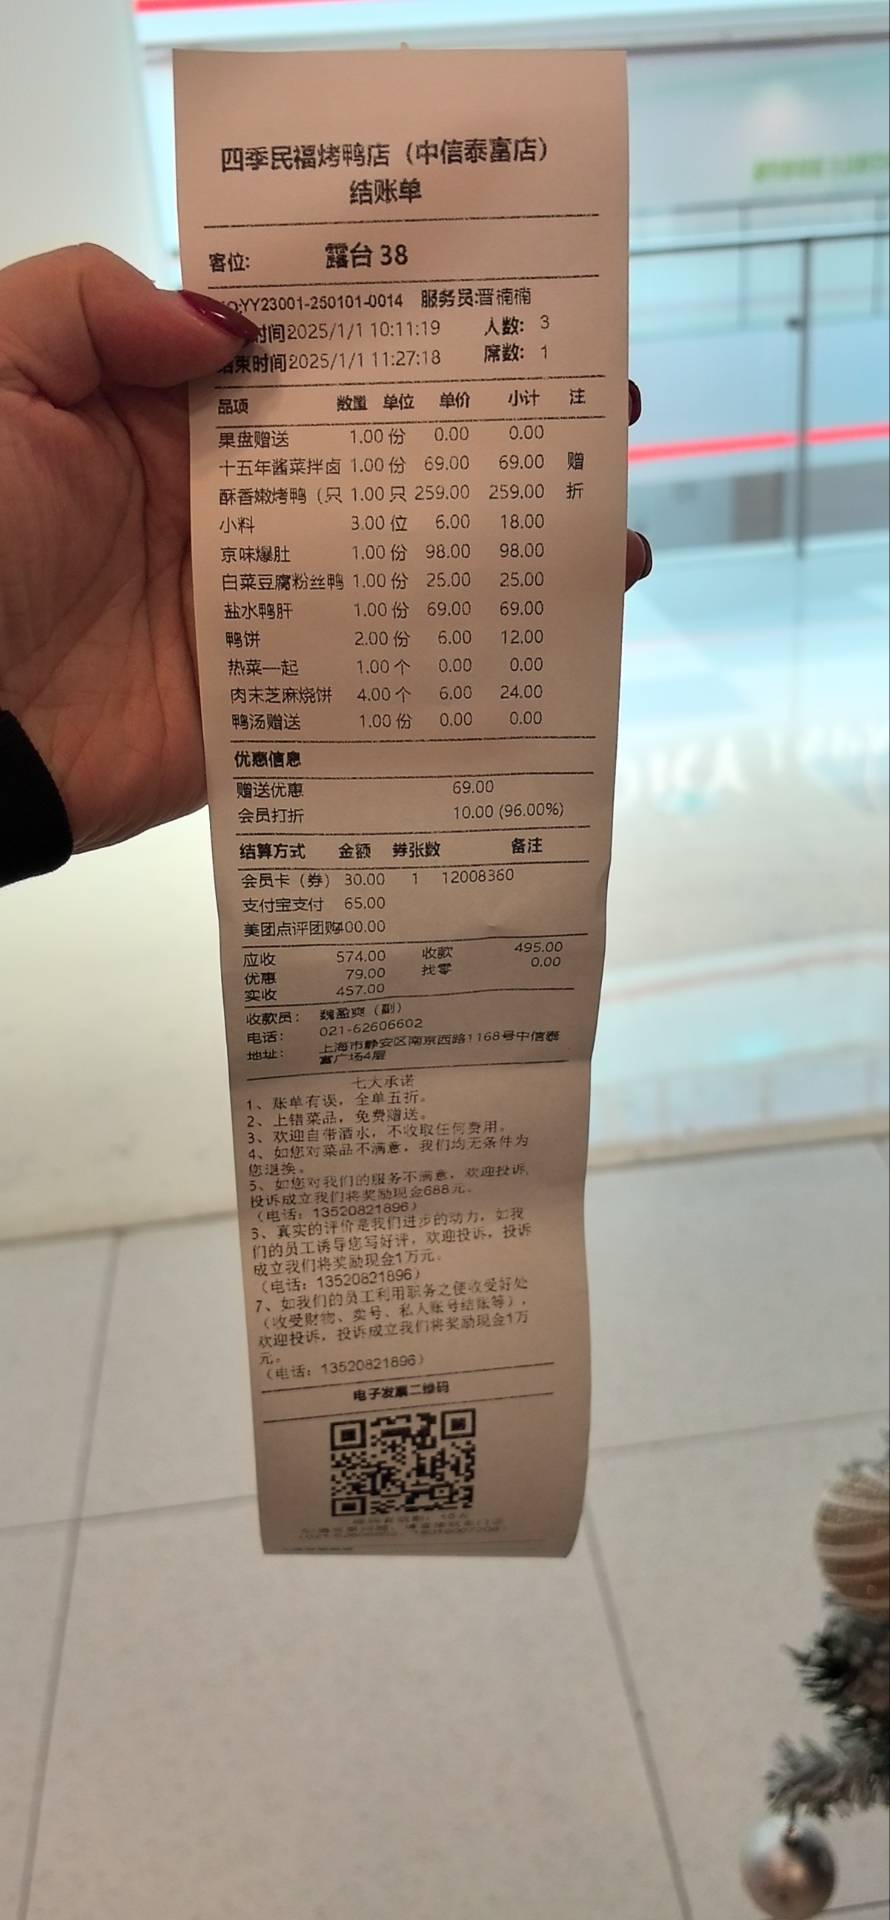 四季民福烤鸭店（中信泰富店）
结账单
客位: 露台38
O:YY23001-250101-0014 服务员:晋楠楠
时间2025/1/1 10:11:19 人数: 3
结束时间2025/1/1 11:27:18 席数: 1
品项 数量 单位 单价 小计 注
果盘赠送 1.00 份 0.00 0.00
十五年酱菜拌卤 1.00 份 69.00 69.00 赠
酥香嫩烤鸭（只 1.00 只 259.00 259.00 折
小料 3.00 位 6.00 18.00
京味爆肚 1.00 份 98.00 98.00
白菜豆腐粉丝鸭 1.00 份 25.00 25.00
盐水鸭肝 1.00 份 69.00 69.00
鸭饼 2.00 份 6.00 12.00
热菜一起 1.00 个 0.00 0.00
肉末芝麻烧饼 4.00 个 6.00 24.00
鸭汤赠送 1.00 份 0.00 0.00
优惠信息
赠送优惠 69.00
会员打折 10.00 (96.00%)
结算方式 金额 券张数 备注
会员卡（券） 30.00 1 12008360
支付宝支付 65.00
美团点评团购400.00
应收 574.00 收款 495.00
优惠 79.00 找零 0.00
实收 457.00
收款员: 魏盈爽（副）
电话: 021-62606602
地址: 上海市静安区南京西路1168号中信泰
富广场4层
七大承诺
1、账单有误，全单五折。
2、上错菜品，免费赠送。
3、欢迎自带酒水，不收取任何费用。
4、如您对菜品不满意，我们均无条件为
您退换。
5、如您对我们的服务不满意，欢迎投诉,
投诉成立我们将奖励现金688元。
（电话：13520821896）
6、真实的评价是我们进步的动力，如我
们的员工诱导您写好评，欢迎投诉，投诉
成立我们将奖励现金1万元。
（电话：13520821896）
7、如我们的员工利用职务之便收受好处
（收受财物、卖号、私人账号结账等），
欢迎投诉，投诉成立我们将奖励现金1万
元。
（电话：13520821896）
电子发票二维码